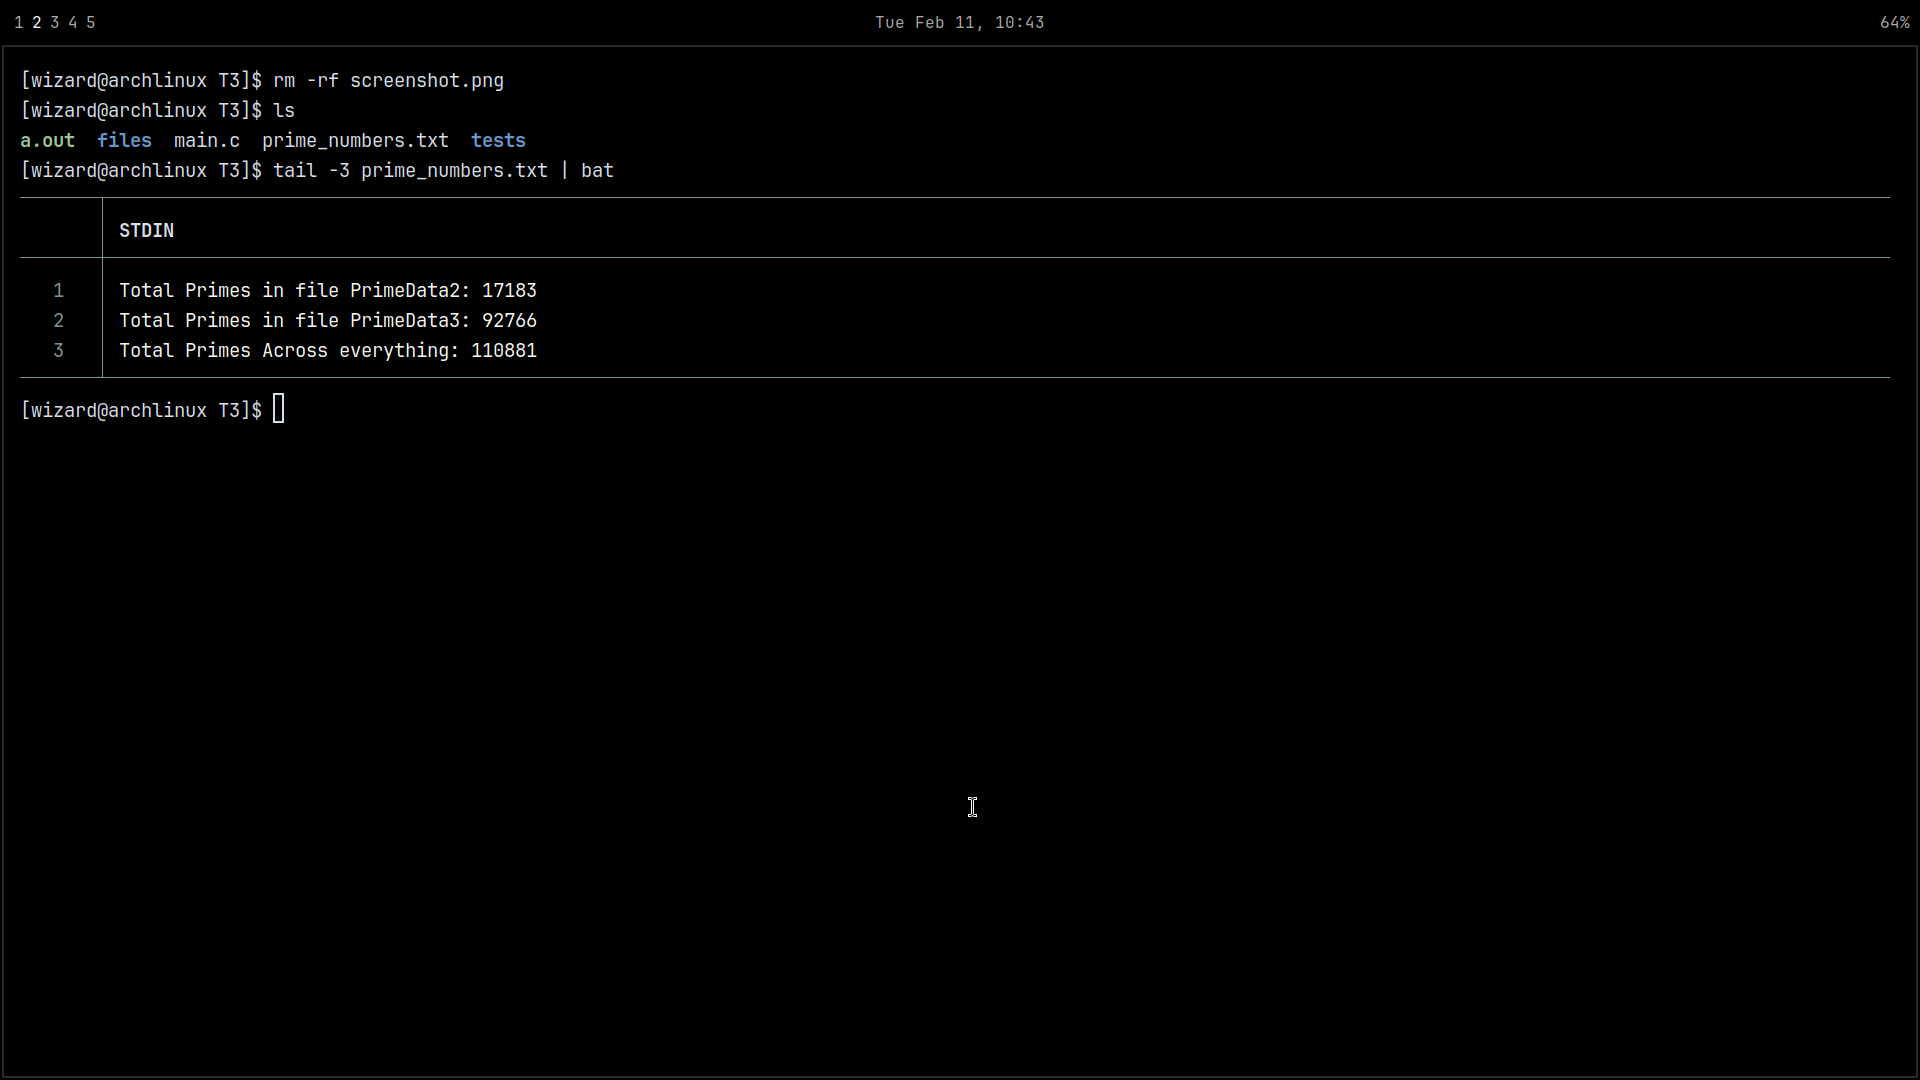 1 2 3 4 5 Tue Feb 11, 10:43 64%
[wizard@archlinux T3]$ rm -rf screenshot.png
[wizard@archlinux T3]$ ls
a.out  files  main.c  prime_numbers.txt  tests
[wizard@archlinux T3]$ tail -3 prime_numbers.txt | bat
STDIN
1 Total Primes in file PrimeData2: 17183
2 Total Primes in file PrimeData3: 92766
3 Total Primes Across everything: 110881
[wizard@archlinux T3]$